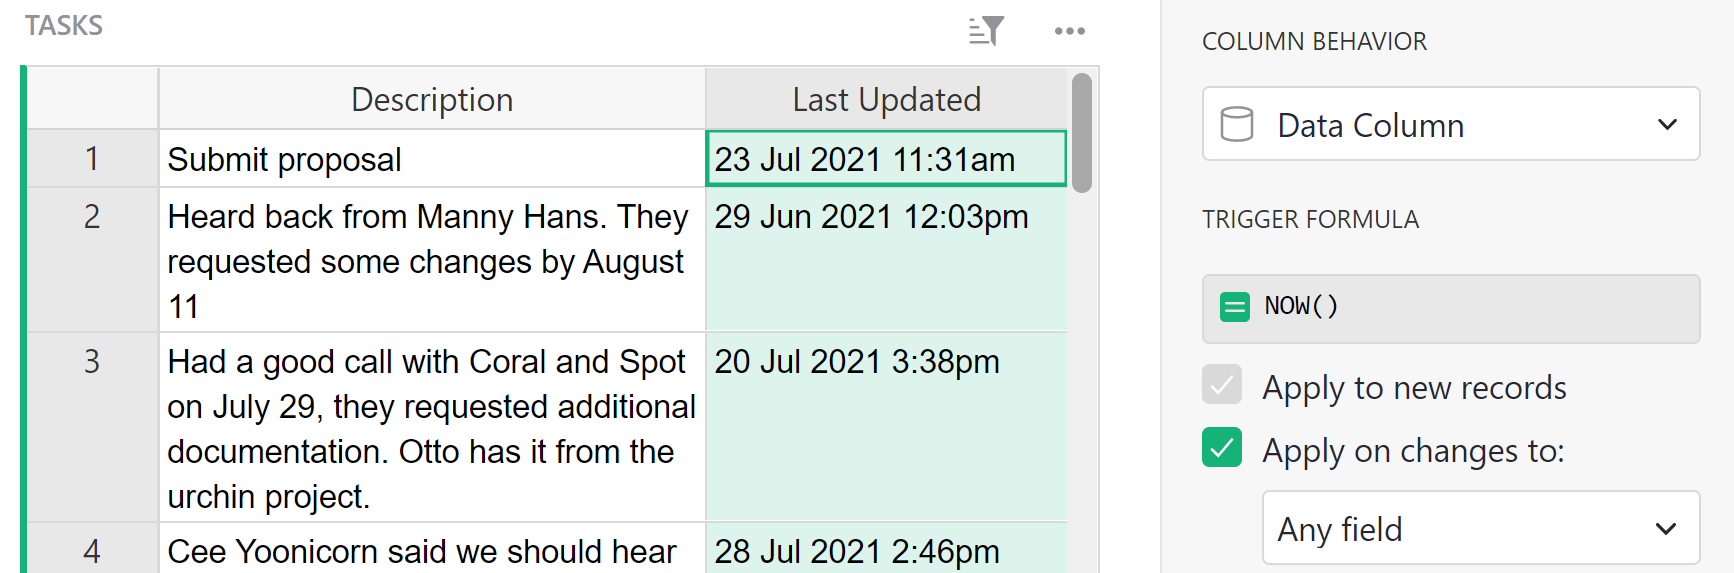 TASKS
Description
Last Updated
1
Submit proposal
23 Jul 2021 11:31am
2
Heard back from Manny Hans. They
requested some changes by August
11
29 Jun 2021 12:03pm
3
Had a good call with Coral and Spot
on July 29, they requested additional
documentation. Otto has it from the
urchin project.
20 Jul 2021 3:38pm
4
Cee Yoonicorn said we should hear
28 Jul 2021 2:46pm
COLUMN BEHAVIOR
Data Column
TRIGGER FORMULA
NOW()
Apply to new records
Apply on changes to:
Any field